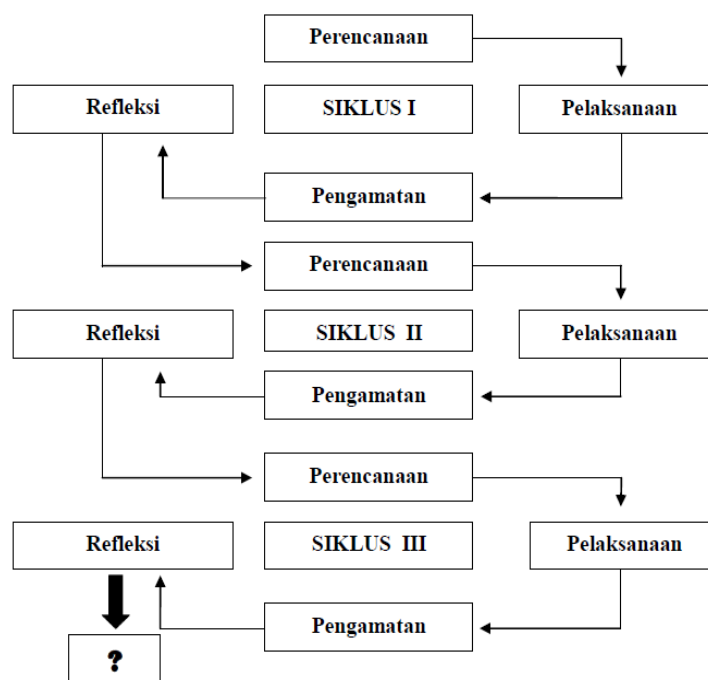 Perencanaan
Refleksi
SIKLUS I
Pelaksanaan
Pengamatan
Perencanaan
Refleksi
SIKLUS II
Pelaksanaan
Pengamatan
Perencanaan
Refleksi
SIKLUS III
Pelaksanaan
Pengamatan
?